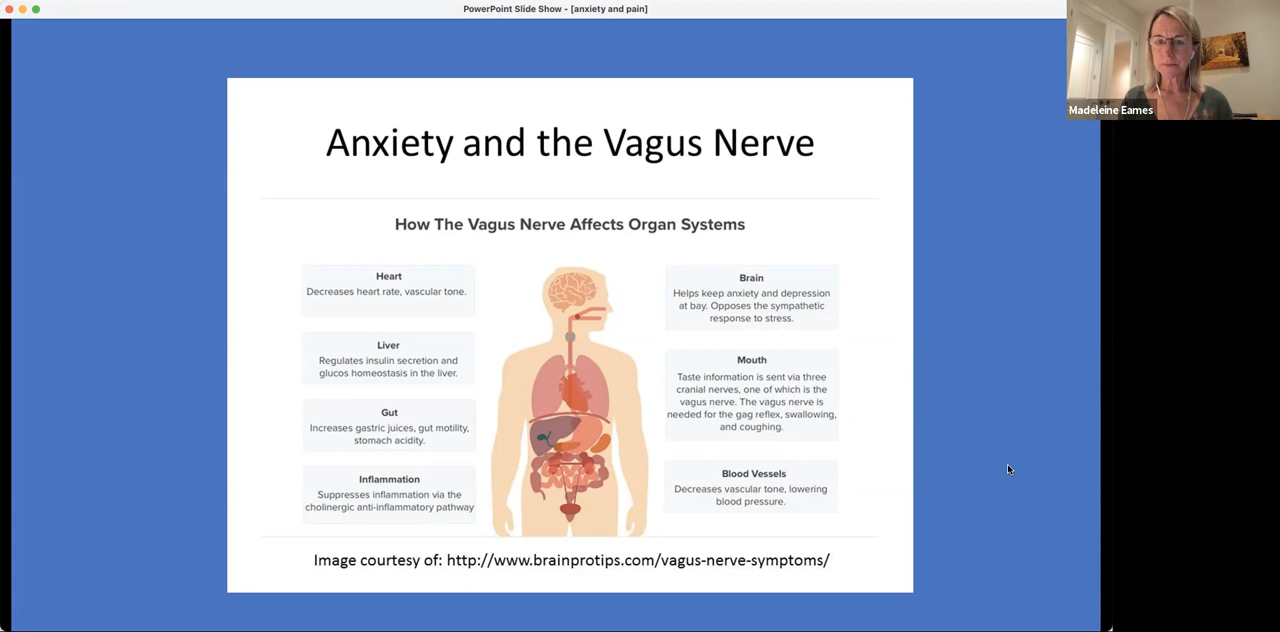 PowerPoint Slide Show - [anxiety and pain]
Madeleine Eames
Anxiety and the Vagus Nerve
How The Vagus Nerve Affects Organ Systems
Heart
Decreases heart rate, vascular tone.
Liver
Regulates insulin secretion and
glucos homeostasis in the liver.
Gut
Increases gastric juices, gut motility,
stomach acidity.
Inflammation
Suppresses inflammation via the
cholinergic anti-inflammatory pathway
Brain
Helps keep anxiety and depression
at bay. Opposes the sympathetic
response to stress.
Mouth
Taste information is sent via three
cranial nerves, one of which is the
vagus nerve. The vagus nerve is
needed for the gag reflex, swallowing,
and coughing.
Blood Vessels
Decreases vascular tone, lowering
blood pressure.
Image courtesy of: http://www.brainprotips.com/vagus-nerve-symptoms/